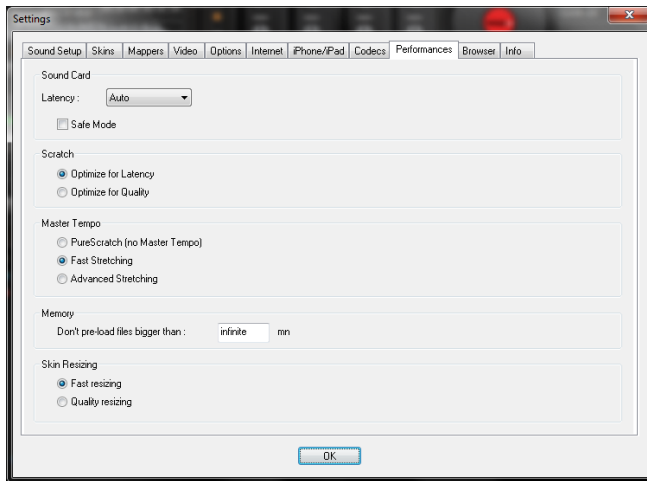 Settings
Sound Setup Skins Mappers Video Options Internet iPhone/iPad Codecs Performances Browser Info
Sound Card
Latency : Auto
Safe Mode
Scratch
Optimize for Latency
Optimize for Quality
Master Tempo
PureScratch (no Master Tempo)
Fast Stretching
Advanced Stretching
Memory
Don't pre-load files bigger than : infinite mn
Skin Resizing
Fast resizing
Quality resizing
OK